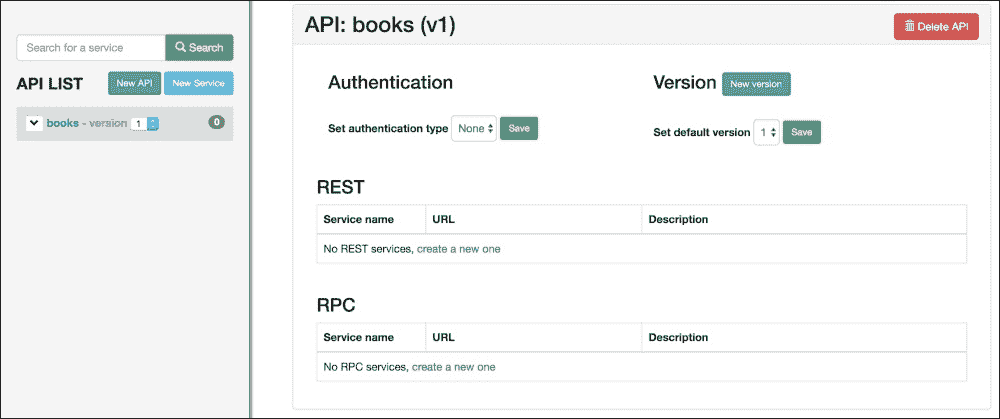 Search for a service
Search
API LIST
New API
New Service
books - version 1
0
API: books (v1)
Delete API
Authentication
Version
New version
Set authentication type None Save
Set default version 1 Save
REST
Service name URL Description
No REST services, create a new one
RPC
Service name URL Description
No RPC services, create a new one